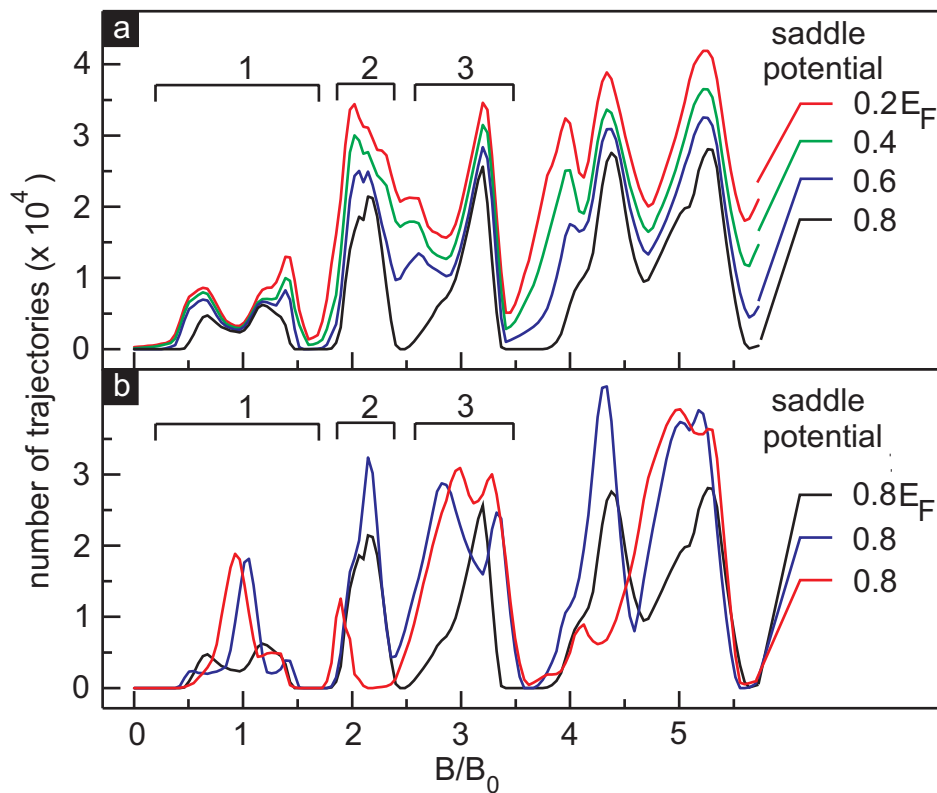 a
saddle
potential
1
2
3
0.2E_F
0.4
0.6
0.8
4
3
2
1
0
number of trajectories (x 10^4)
b
saddle
potential
1
2
3
0.8E_F
0.8
0.8
3
2
1
0
0 1 2 3 4 5
B/B_0